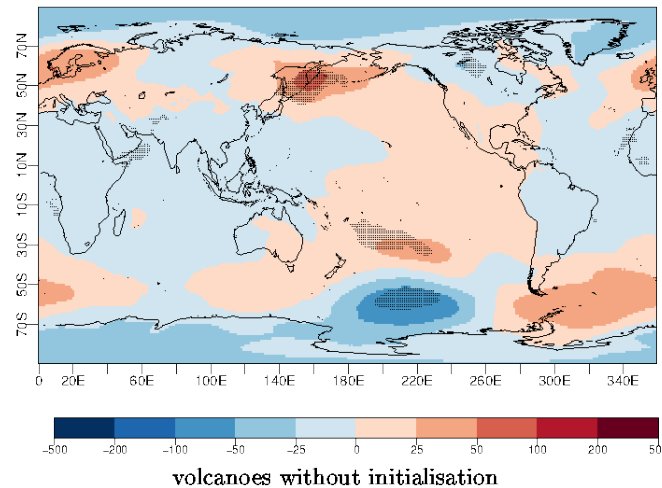 70N
50N
30N
10N
10S
30S
50S
70S
0 20E 60E 100E 140E 180E 220E 260E 300E 340E
-500 -200 -100 -50 -25 0 25 50 100 200 50
volcanoes without initialisation